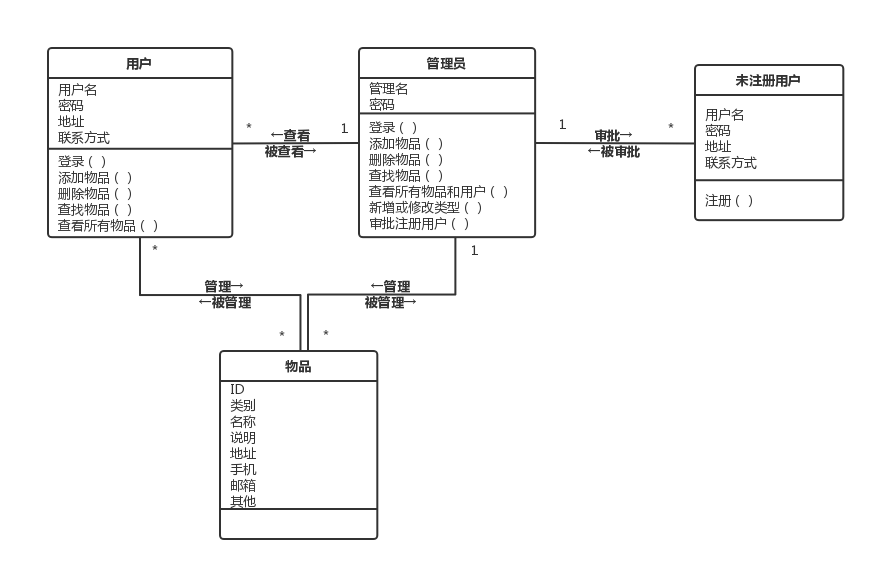 用户
用户名
密码
地址
联系方式
登录（ ）
添加物品（ ）
删除物品（ ）
查找物品（ ）
查看所有物品（ ）
*
←查看
被查看→
1
管理员
管理名
密码
登录（ ）
添加物品（ ）
删除物品（ ）
查找物品（ ）
查看所有物品和用户（ ）
新增或修改类型（ ）
审批注册用户（ ）
1
审批→
←被审批
*
未注册用户
用户名
密码
地址
联系方式
注册（ ）
*
管理→
←被管理
*
1
←管理
被管理→
*
物品
ID
类别
名称
说明
地址
手机
邮箱
其他